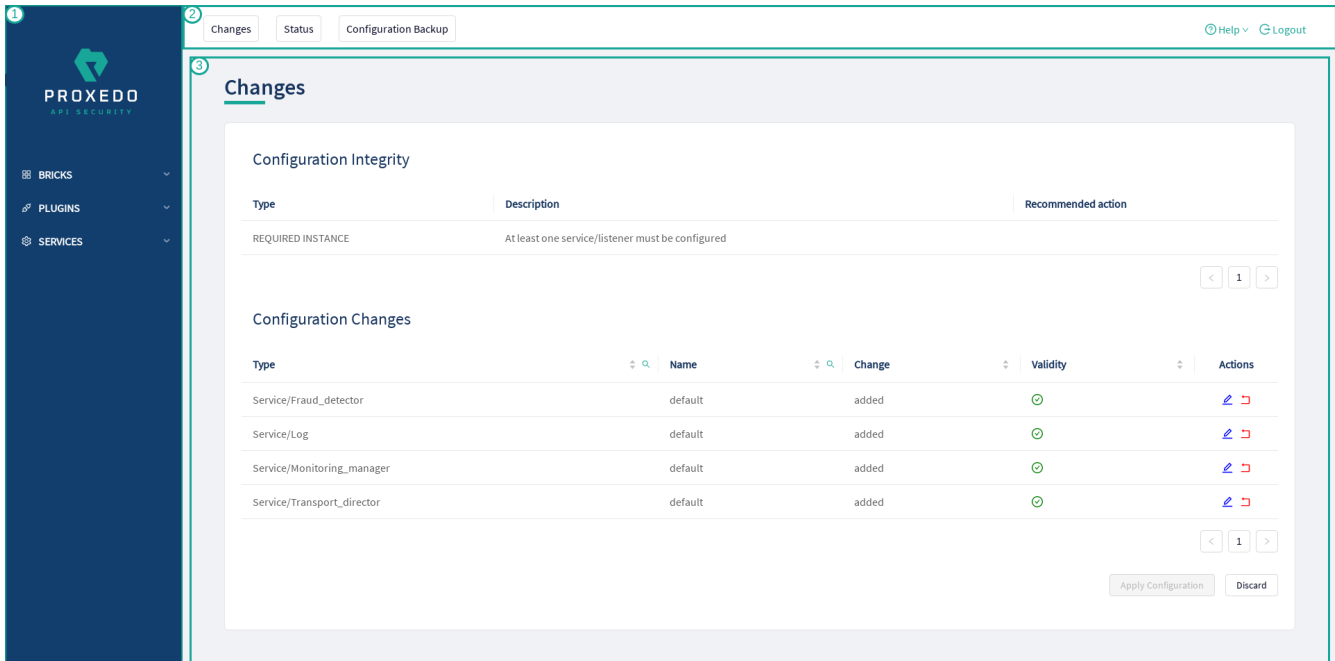 1
2
3
Changes Status Configuration Backup Help Logout
PROXEDO
API SECURITY
BRICKS
PLUGINS
SERVICES
Changes
Configuration Integrity
Type Description Recommended action
REQUIRED INSTANCE At least one service/listener must be configured
< 1 >
Configuration Changes
Type Name Change Validity Actions
Service/Fraud_detector default added
Service/Log default added
Service/Monitoring_manager default added
Service/Transport_director default added
< 1 >
Apply Configuration Discard